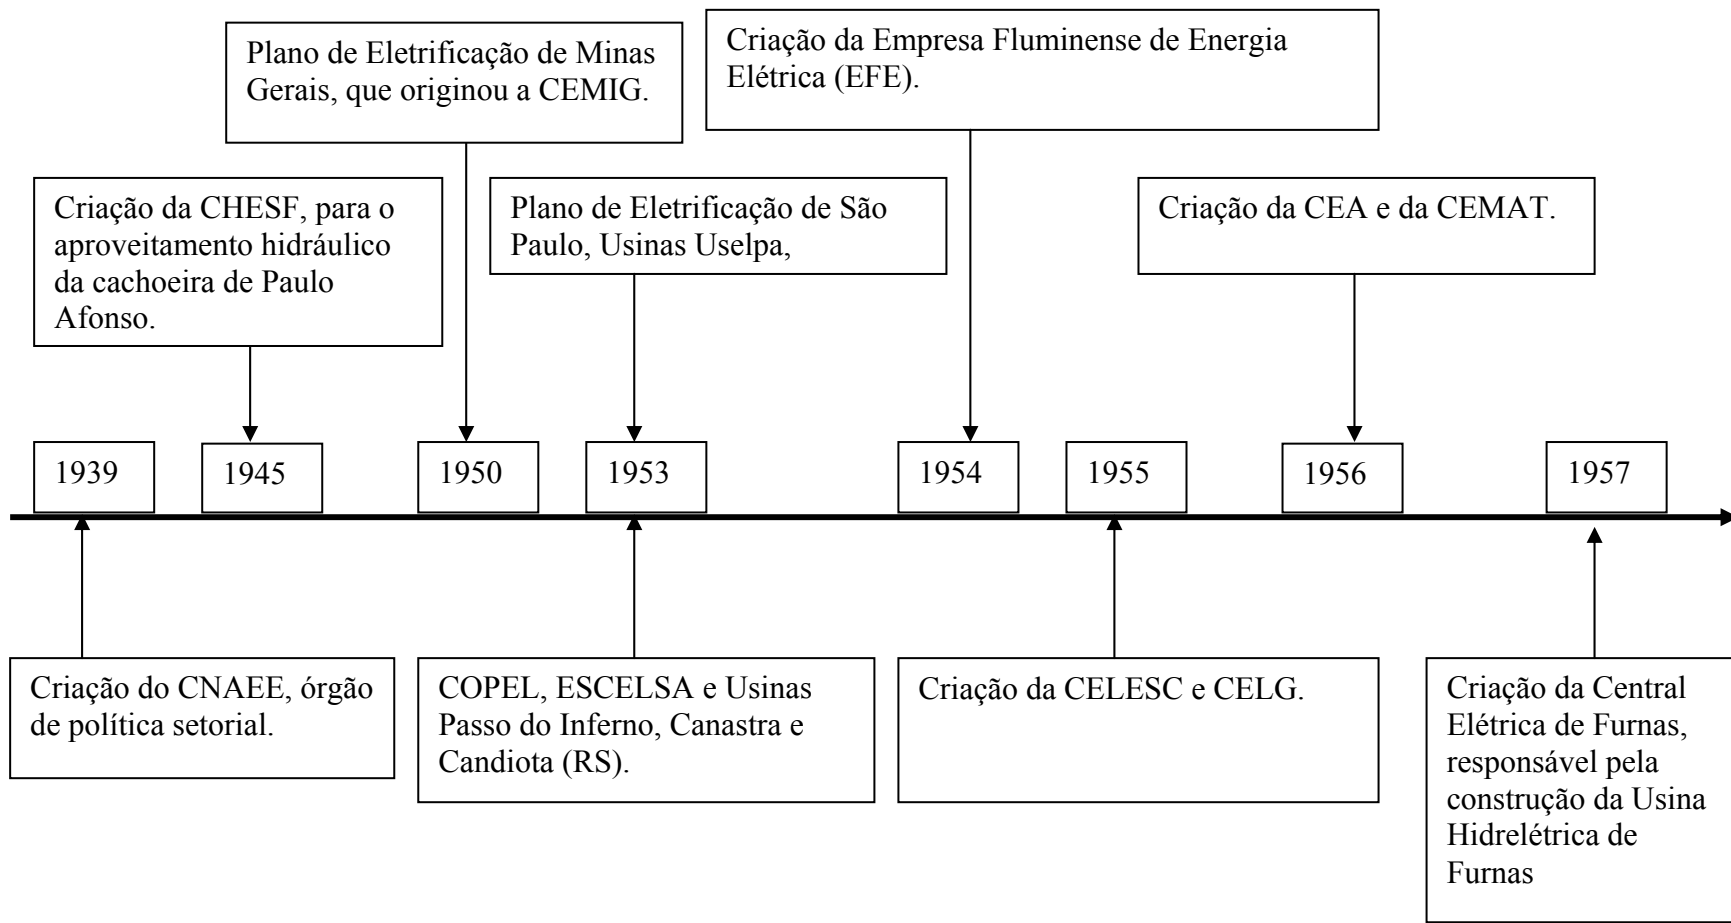 Plano de Eletrificação de Minas
Gerais, que originou a CEMIG.
Criação da Empresa Fluminense de Energia
Elétrica (EFE).
Criação da CHESF, para o
aproveitamento hidráulico
da cachoeira de Paulo
Afonso.
Plano de Eletrificação de São
Paulo, Usinas Uselpa,
Criação da CEA e da CEMAT.
1939
1945
1950
1953
1954
1955
1956
1957
Criação do CNAEE, órgão
de política setorial.
COPEL, ESCELSA e Usinas
Passo do Inferno, Canastra e
Candiota (RS).
Criação da CELESC e CELG.
Criação da Central
Elétrica de Furnas,
responsável pela
construção da Usina
Hidrelétrica de
Furnas